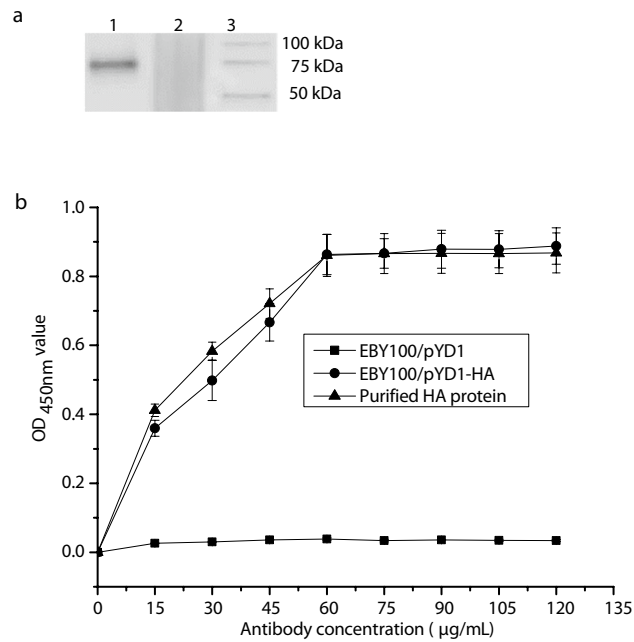 a
1 2 3
100 kDa
75 kDa
50 kDa
b
1.0
0.8
0.6
0.4
0.2
0.0
OD 450nm value
EBY100/pYD1
EBY100/pYD1-HA
Purified HA protein
0 15 30 45 60 75 90 105 120 135
Antibody concentration ( µg/mL)